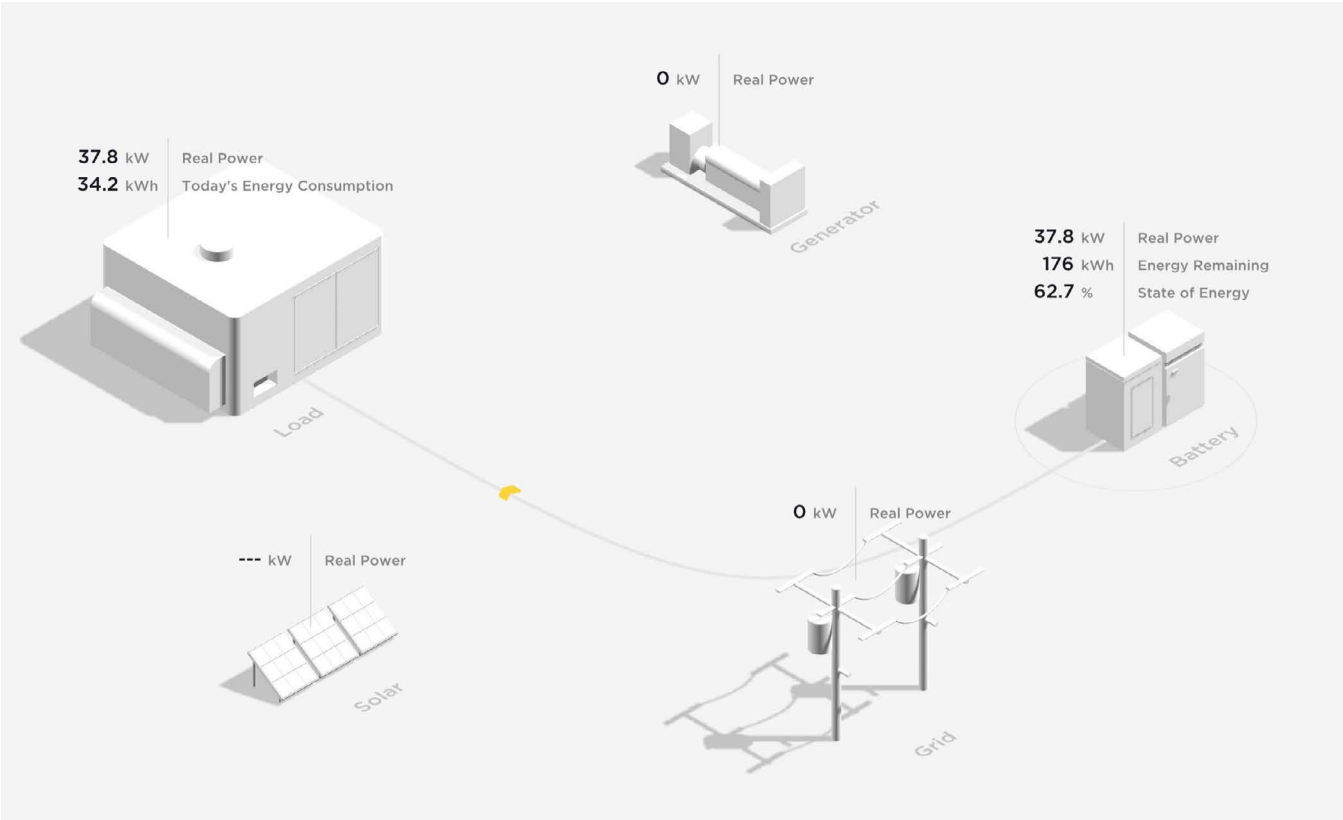 0 kW Real Power
Generator
37.8 kW Real Power
34.2 kWh Today's Energy Consumption
Load
37.8 kW Real Power
176 kWh Energy Remaining
62.7 % State of Energy
Battery
0 kW Real Power
Grid
--- kW Real Power
Solar